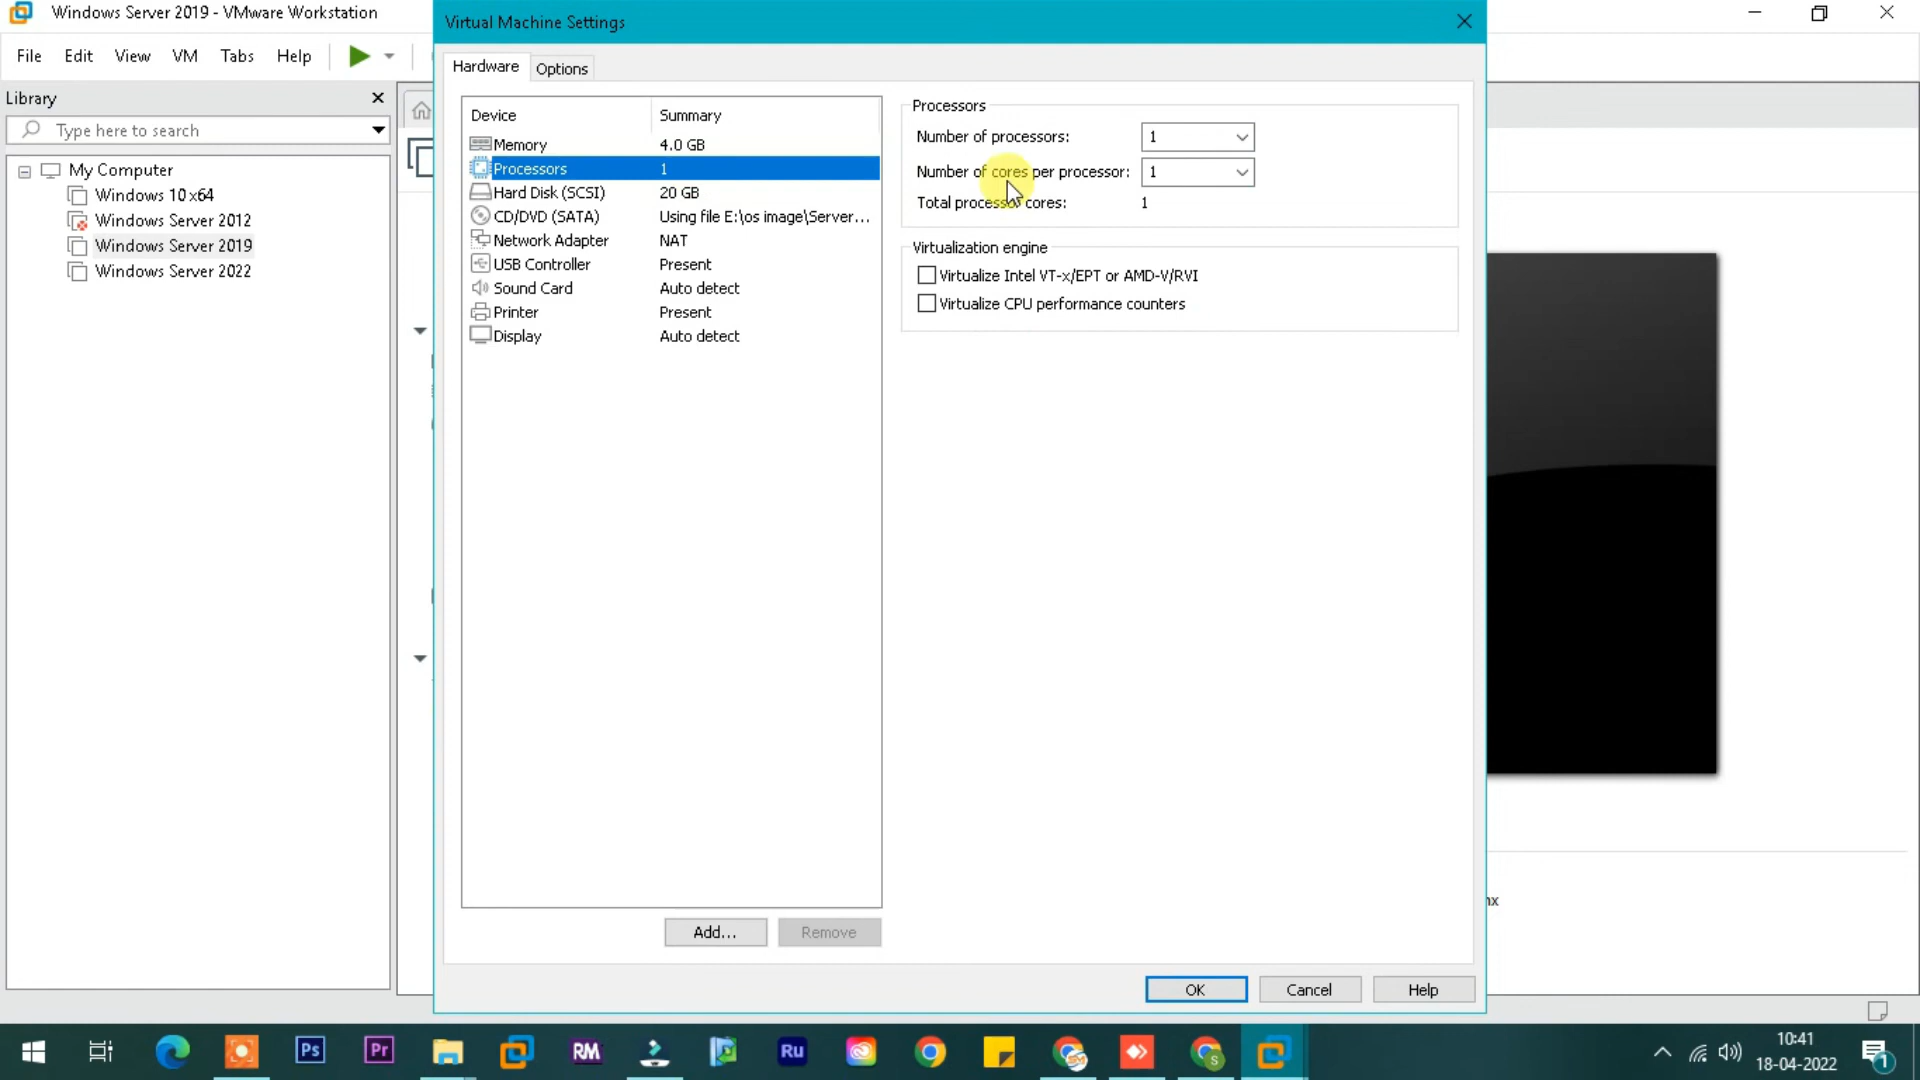 Windows Server 2019 - VMware Workstation
File Edit View VM Tabs Help
Library
Type here to search
My Computer
Windows 10 x64
Windows Server 2012
Windows Server 2019
Windows Server 2022
Virtual Machine Settings
Hardware Options
Device Summary
Memory 4.0 GB
Processors 1
Hard Disk (SCSI) 20 GB
CD/DVD (SATA) Using file E:\os image\Server...
Network Adapter NAT
USB Controller Present
Sound Card Auto detect
Printer Present
Display Auto detect
Add... Remove
Processors
Number of processors: 1
Number of cores per processor: 1
Total processor cores: 1
Virtualization engine
Virtualize Intel VT-x/EPT or AMD-V/RVI
Virtualize CPU performance counters
OK Cancel Help
Ps Pr RM Ru S
10:41
18-04-2022
1